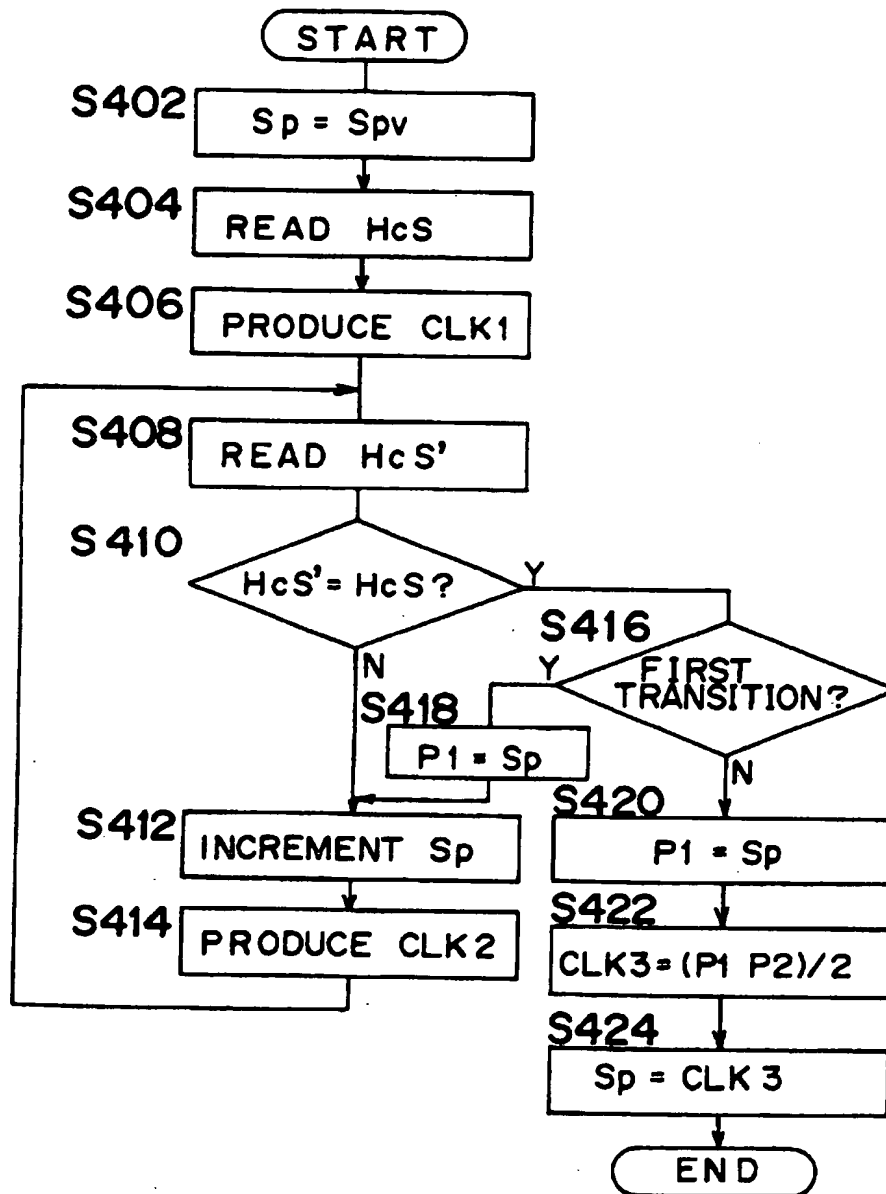 START
S402
Sp = Spv
S404
READ HcS
S406
PRODUCE CLK1
S408
READ HcS'
S410
HcS' = HcS?
Y
N
S416
FIRST
TRANSITION?
Y
N
S418
P1 = Sp
S412
INCREMENT Sp
S414
PRODUCE CLK2
S420
P1 = Sp
S422
CLK3 = (P1 P2)/2
S424
Sp = CLK3
END